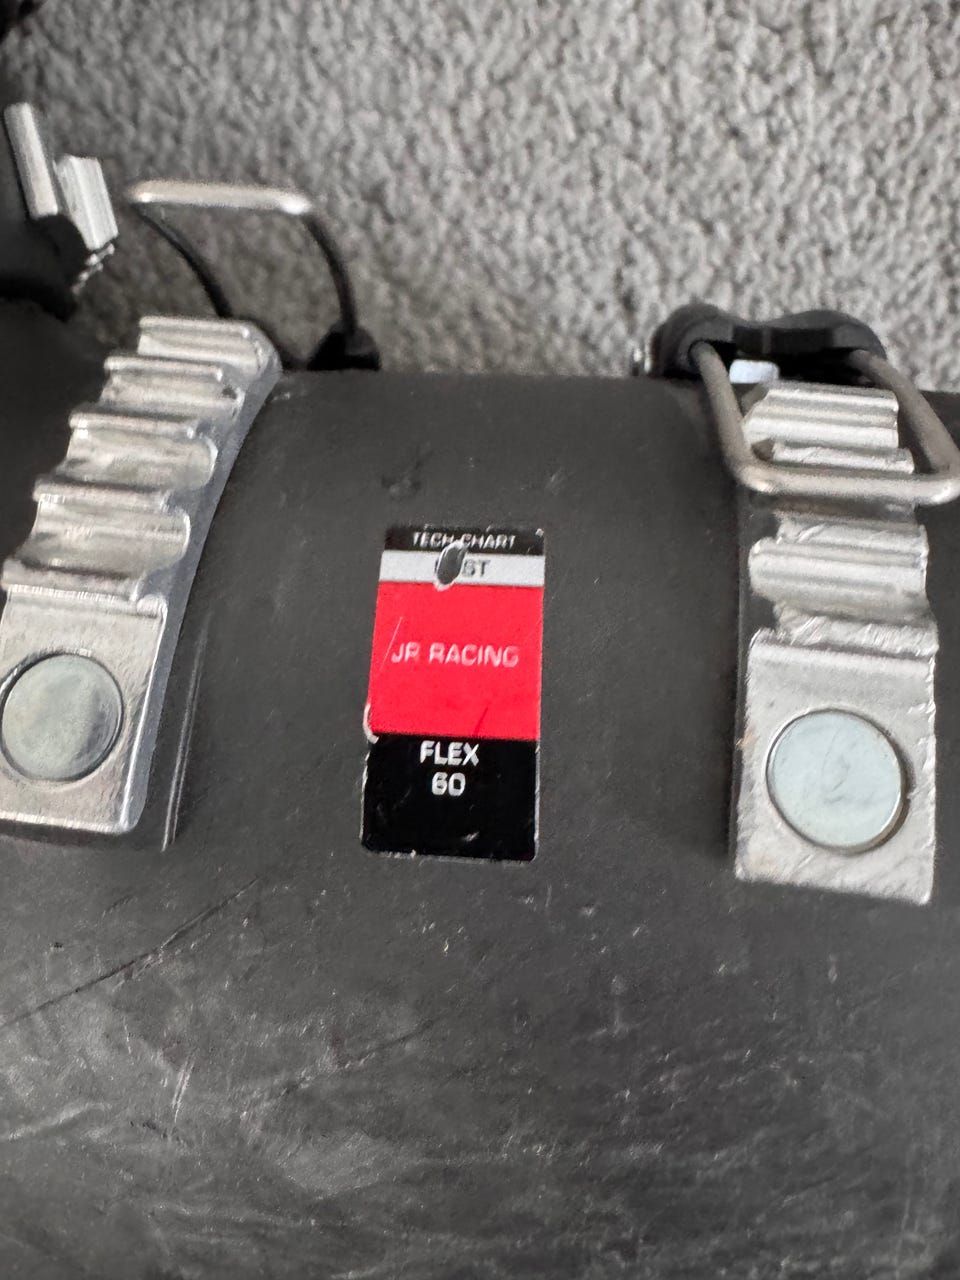 TECH CHART
JR RACING
FLEX
60